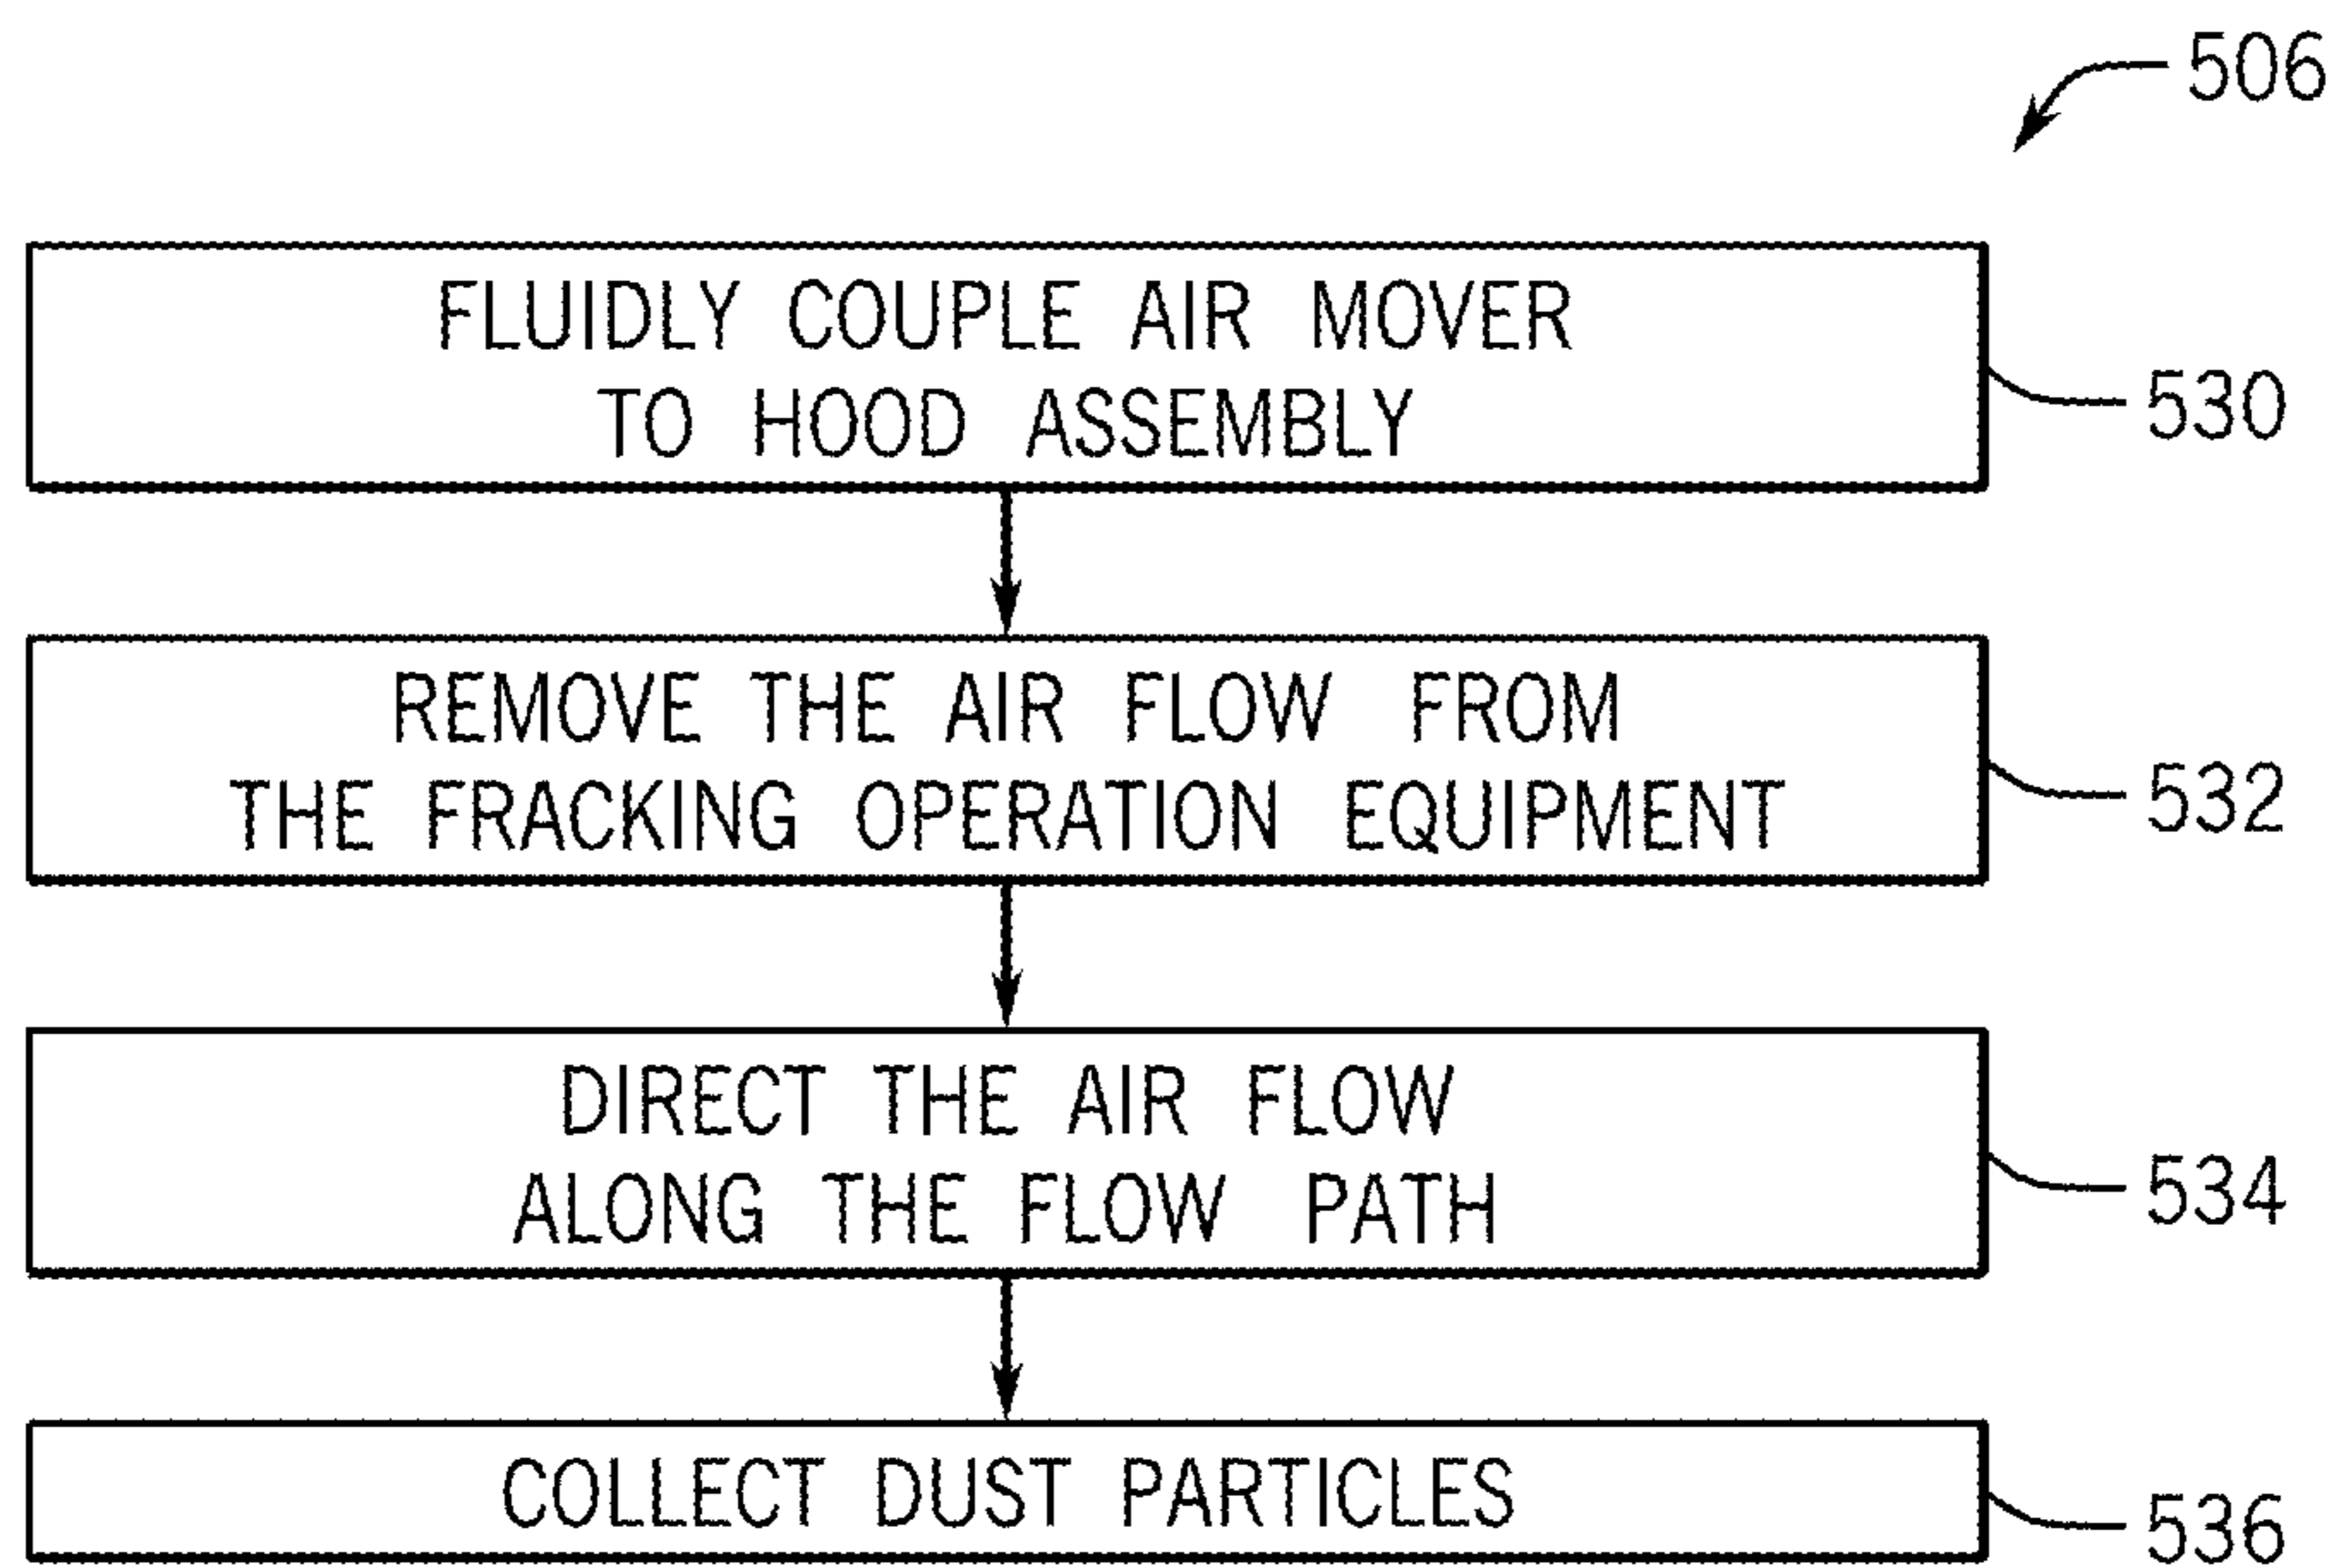 506
FLUIDLY COUPLE AIR MOVER
TO HOOD ASSEMBLY
530
REMOVE THE AIR FLOW FROM
THE FRACKING OPERATION EQUIPMENT
532
DIRECT THE AIR FLOW
ALONG THE FLOW PATH
534
COLLECT DUST PARTICLES
536